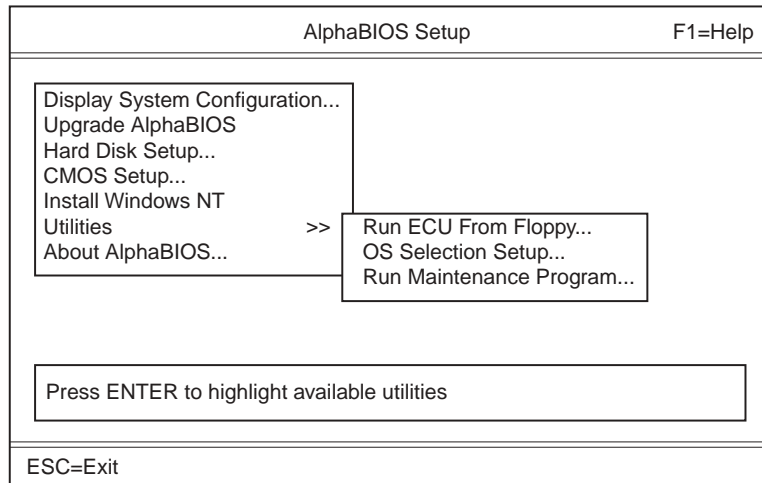 AlphaBIOS Setup F1=Help
Display System Configuration...
Upgrade AlphaBIOS
Hard Disk Setup...
CMOS Setup...
Install Windows NT
Utilities >>
About AlphaBIOS...
Run ECU From Floppy...
OS Selection Setup...
Run Maintenance Program...
Press ENTER to highlight available utilities
ESC=Exit